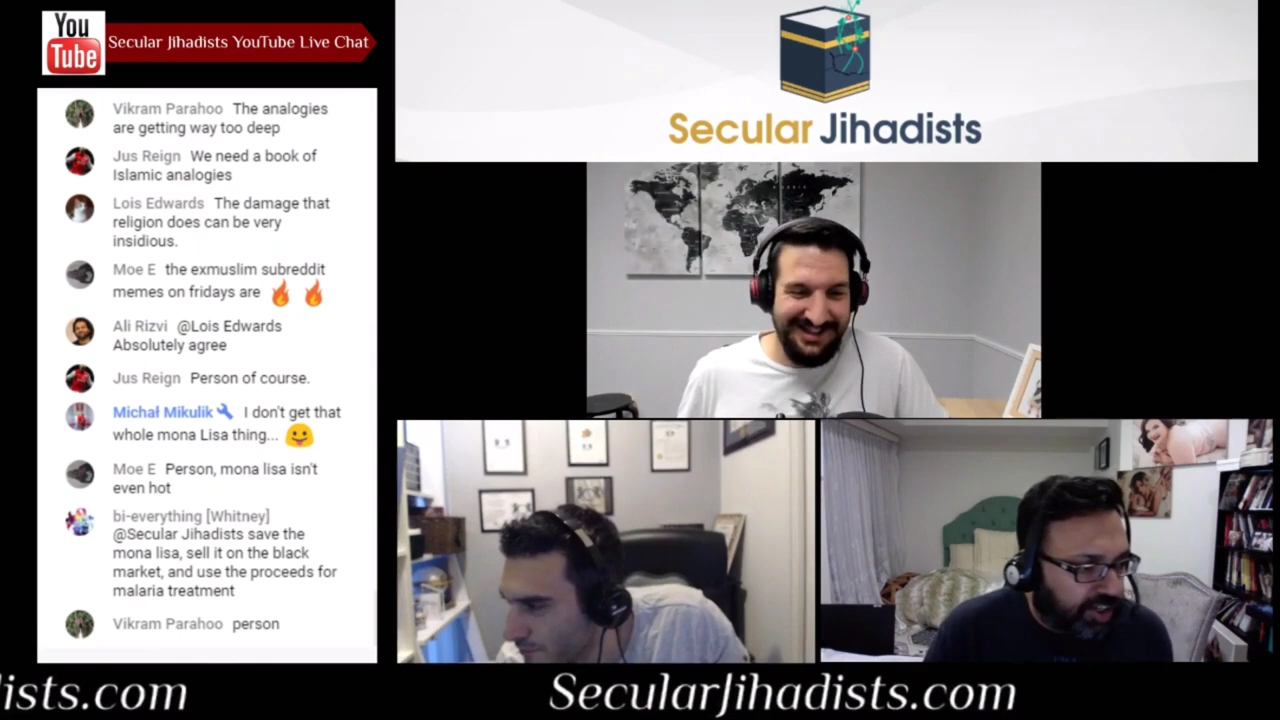 You
Tube
Secular Jihadists YouTube Live Chat
Secular Jihadists
Vikram Parahoo The analogies
are getting way too deep
Jus Reign We need a book of
Islamic analogies
Lois Edwards The damage that
religion does can be very
insidious.
Moe E the exmuslim subreddit
memes on fridays are 🔥 🔥
Ali Rizvi @Lois Edwards
Absolutely agree
Jus Reign Person of course.
Michał Mikulik I don't get that
whole mona Lisa thing... 😛
Moe E Person, mona lisa isn't
even hot
bi-everything [Whitney]
@Secular Jihadists save the
mona lisa, sell it on the black
market, and use the proceeds for
malaria treatment
Vikram Parahoo person
ists.com
SecularJihadists.com